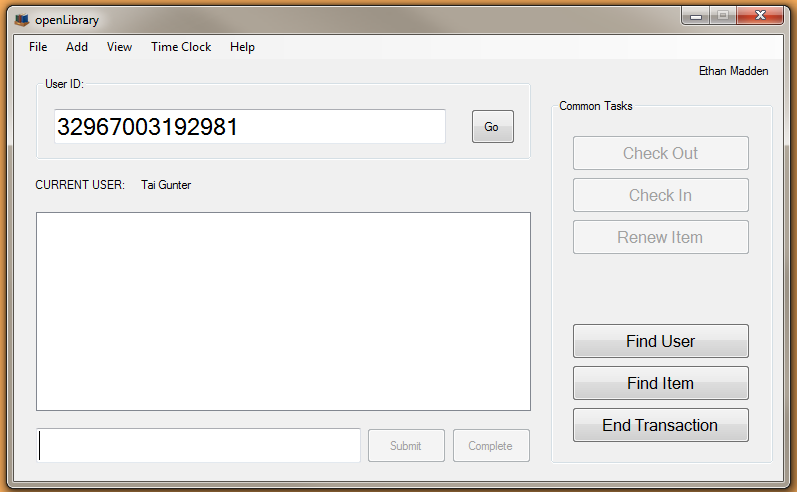 openLibrary
File Add View Time Clock Help
Ethan Madden
User ID:
32967003192981
Go
CURRENT USER: Tai Gunter
Submit
Complete
Common Tasks
Check Out
Check In
Renew Item
Find User
Find Item
End Transaction